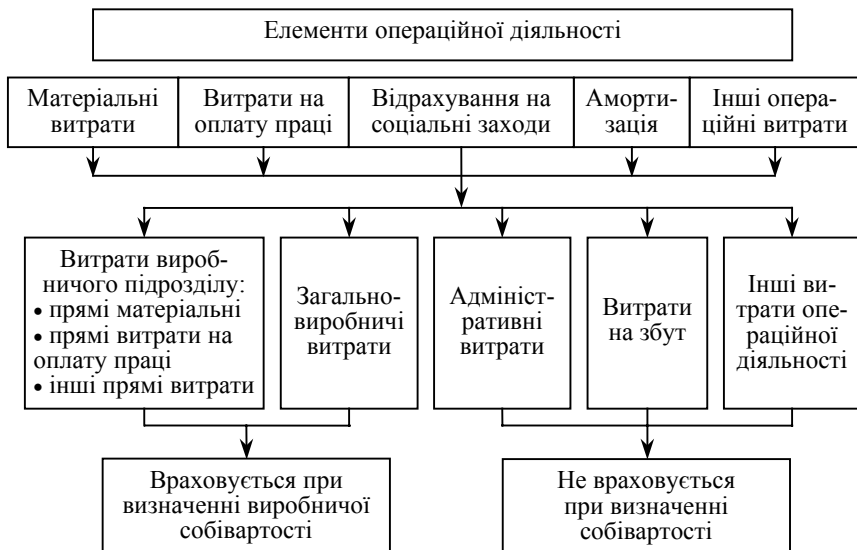 Елементи операційної діяльності
Матеріальні
витрати
Витрати на
оплату праці
Відрахування на
соціальні заходи
Аморти-
зація
Інші опера-
ційні витрати
Витрати вироб-
ничого підрозділу:
• прямі матеріальні
• прямі витрати на
оплату праці
• інші прямі витрати
Загально-
виробничі
витрати
Адмініст-
ративні
витрати
Витрати
на збут
Інші ви-
трати опе-
раційної
діяльності
Враховується при
визначенні виробничої
собівартості
Не враховується
при визначенні
собівартості